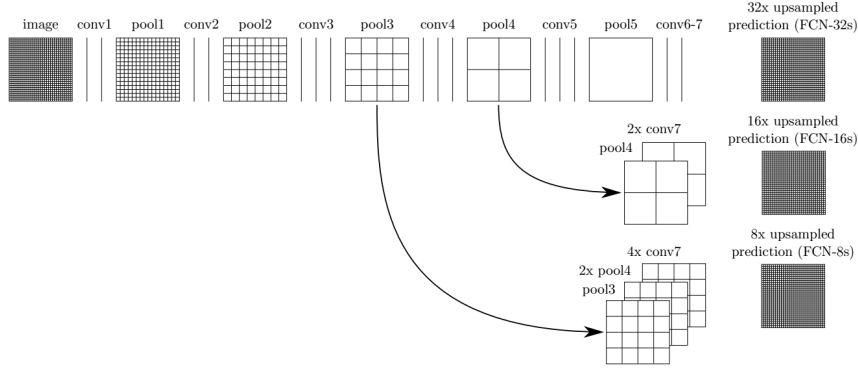 image conv1 pool1 conv2 pool2 conv3 pool3 conv4 pool4 conv5 pool5 conv6-7
32x upsampled
prediction (FCN-32s)
16x upsampled
prediction (FCN-16s)
2x conv7
pool4
8x upsampled
prediction (FCN-8s)
4x conv7
2x pool4
pool3